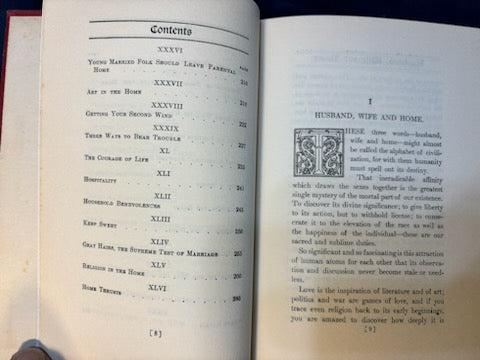 Contents
XXXVI
Young Married Folk Should Leave Parental
Home
XXXVII
Art in the Home
XXXVIII
Getting Your Second Wind
XXXIX
Three Ways to Bear Trouble
XL
The Courage of Life
XLI
Hospitality 241
XLII
Household Benevolences 245
XLIII
Keep Sweet
XLIV
Gray Hairs, the Supreme Test of Marriage
XLV
Religion in the Home
XLVI
Home Thrusts
[8]
I
HUSBAND, WIFE AND HOME.
THESE three words—husband,
wife and home—might almost
be called the alphabet of civili-
zation, for with them humanity
must spell out its destiny.
That ineradicable affinity
which draws the sexes together is the greatest
single mystery of the mortal part of our existence.
To discover its divine significance; to give liberty
to its action, but to withhold license; to conse-
crate it to the elevation of the race as well as
the happiness of the individual—these are our
sacred and sublime duties.
So significant and so fascinating is this attraction
of human atoms for each other that its observa-
tion and discussion never become stale or need-
less.
Love is the inspiration of literature and of art;
politics and war are games of love, and if you
trace even religion back to its early beginnings,
you are amazed to discover how deeply it is
[9]